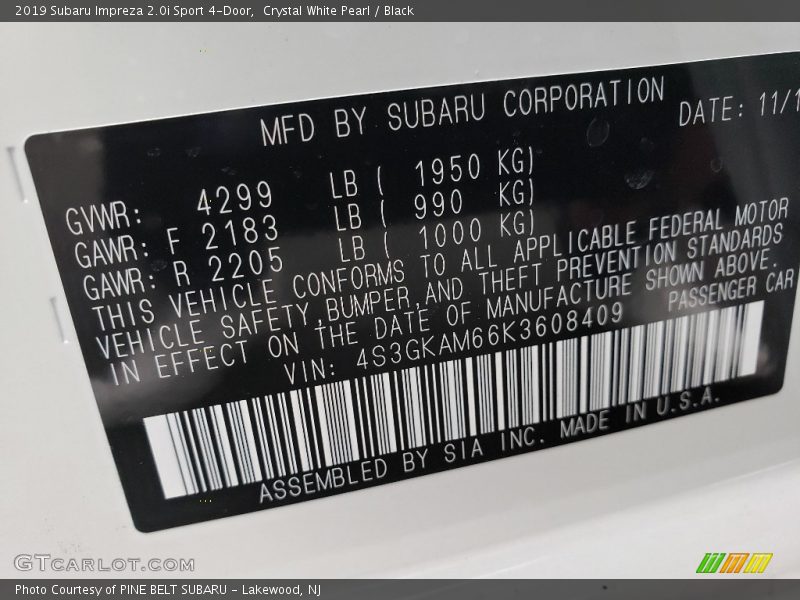 2019 Subaru Impreza 2.0i Sport 4-Door, Crystal White Pearl / Black
MFD BY SUBARU CORPORATION DATE: 11/1
GVWR: 4299 LB ( 1950 KG)
GAWR: F 2183 LB ( 990 KG)
GAWR: R 2205 LB ( 1000 KG)
THIS VEHICLE CONFORMS TO ALL APPLICABLE FEDERAL MOTOR
VEHICLE SAFETY,BUMPER,AND THEFT PREVENTION STANDARDS
IN EFFECT ON THE DATE OF MANUFACTURE SHOWN ABOVE.
VIN: 4S3GKAM66K3608409 PASSENGER CAR
ASSEMBLED BY SIA INC. MADE IN U.S.A.
GTCARLOT.COM
Photo Courtesy of PINE BELT SUBARU - Lakewood, NJ